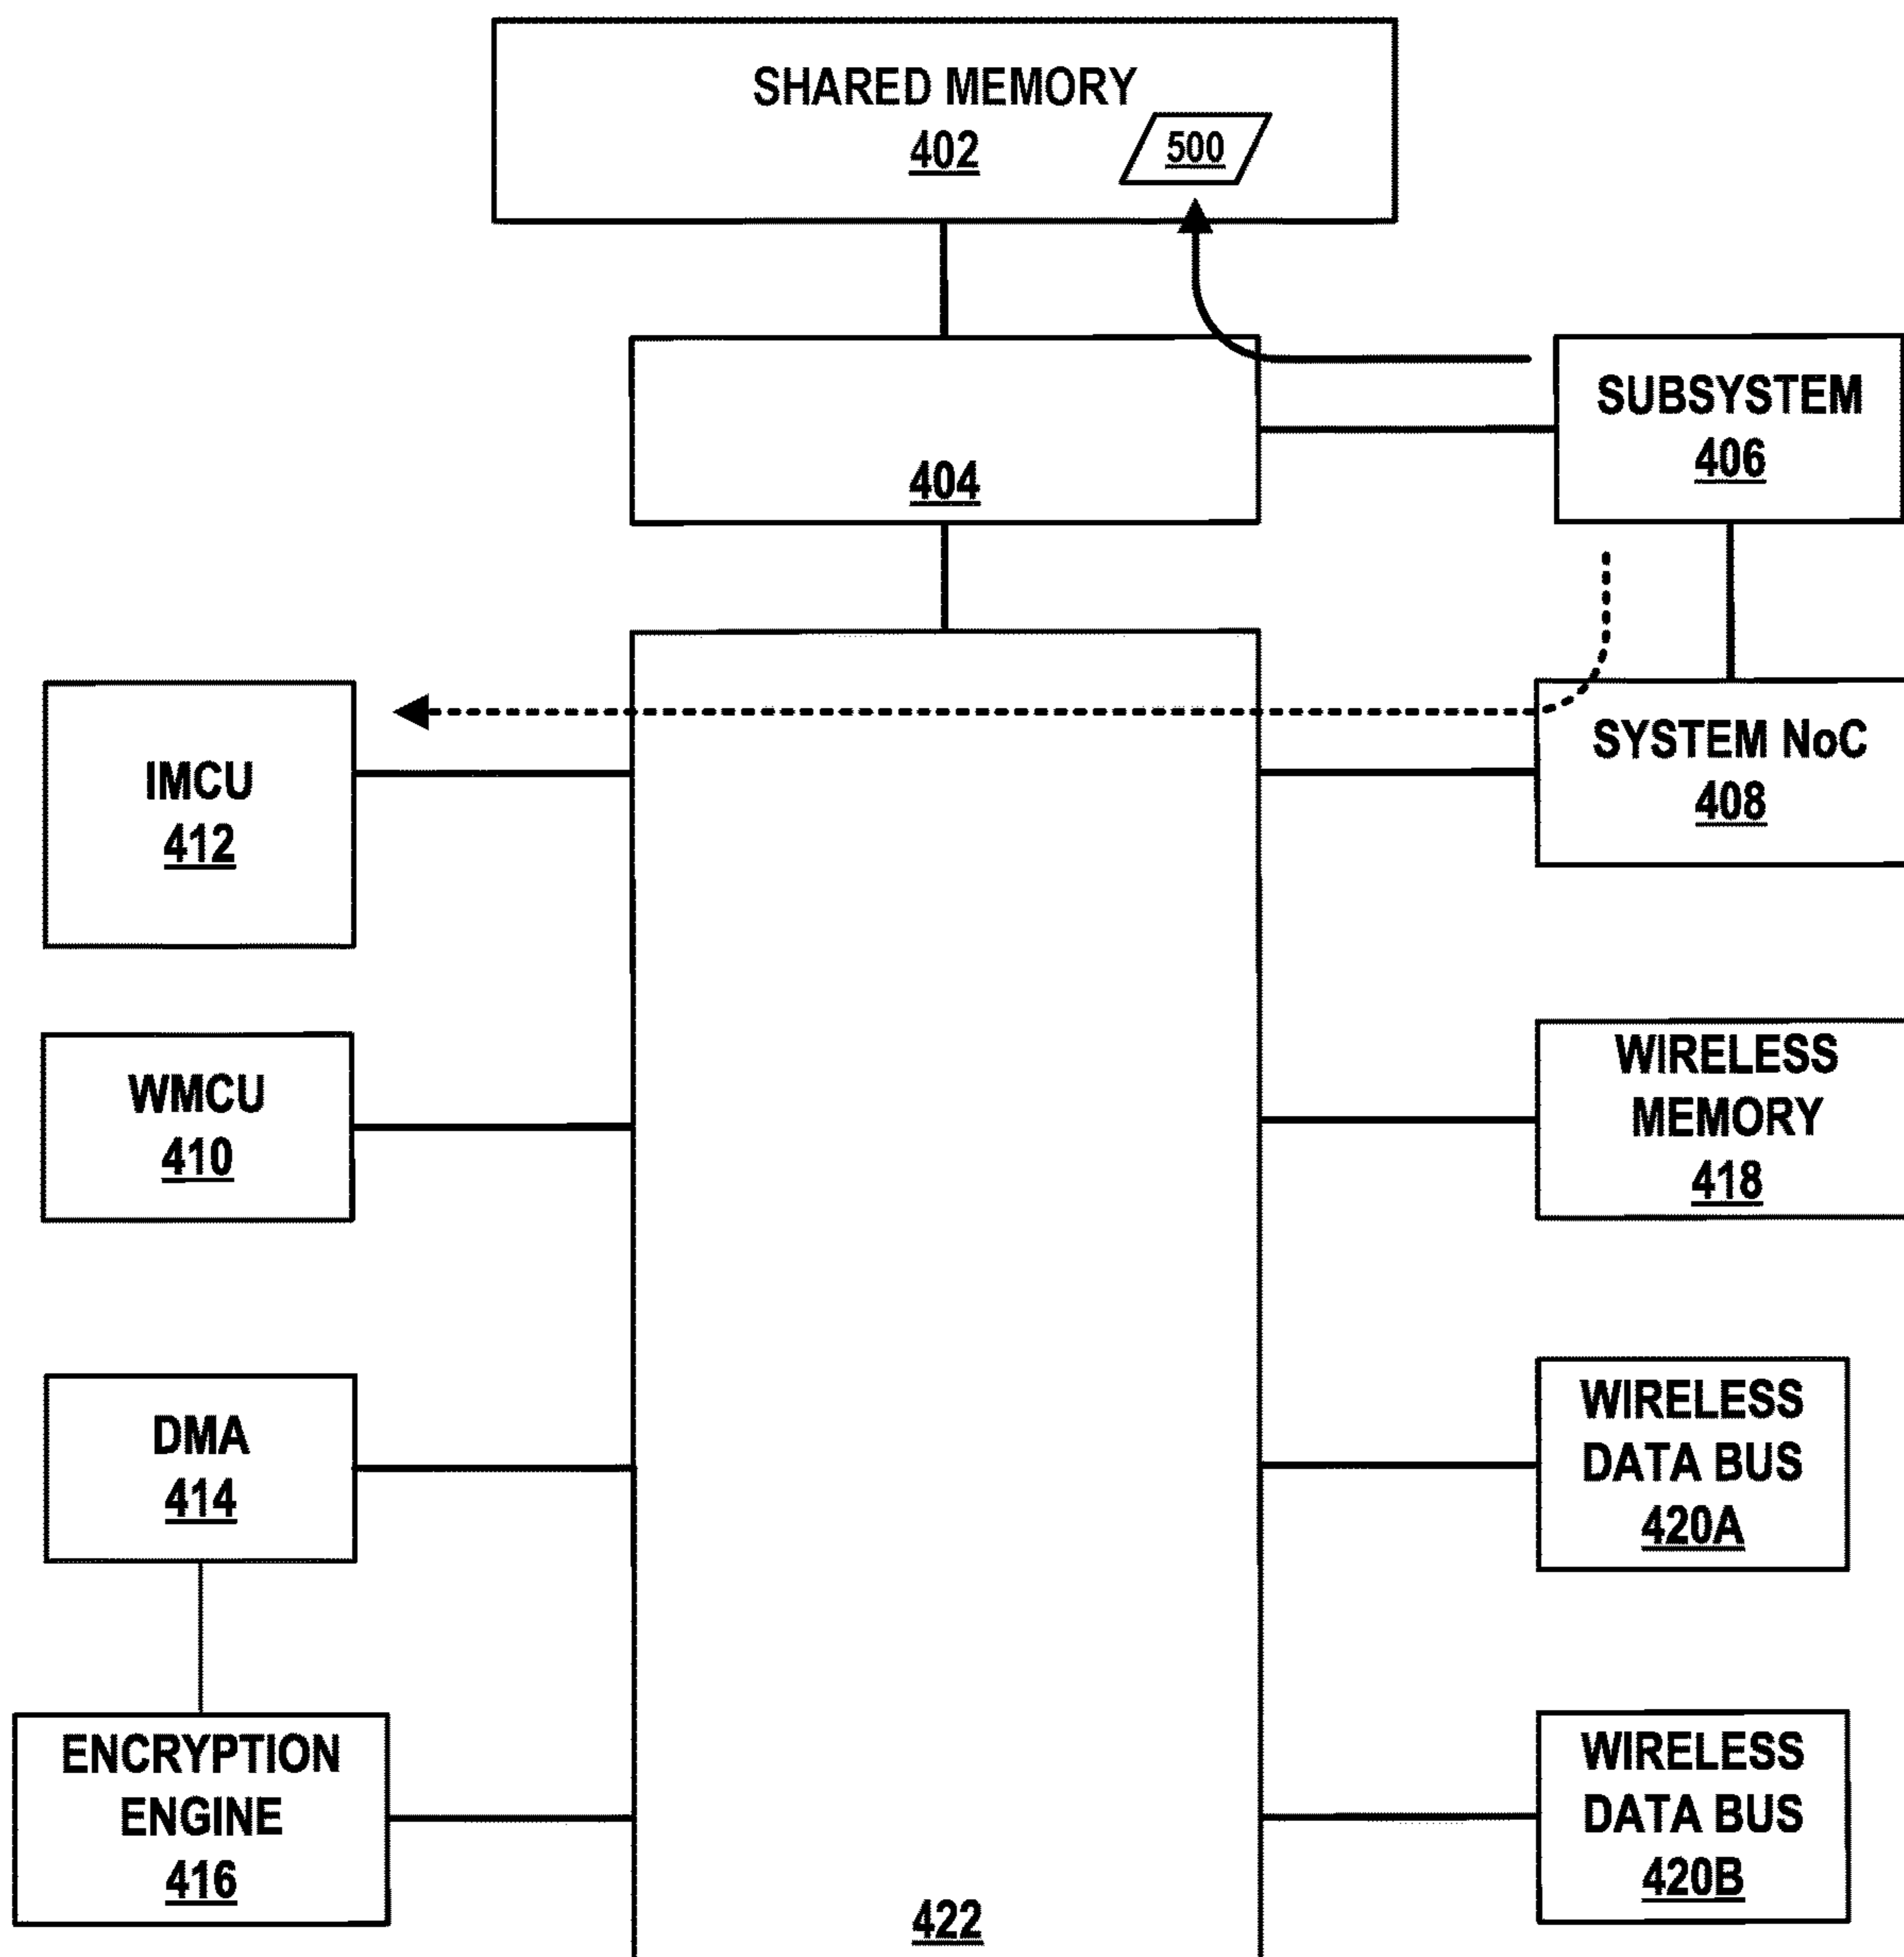 SHARED MEMORY
402
500
404
SUBSYSTEM
406
IMCU
412
SYSTEM NoC
408
WMCU
410
WIRELESS
MEMORY
418
DMA
414
WIRELESS
DATA BUS
420A
ENCRYPTION
ENGINE
416
WIRELESS
DATA BUS
420B
422